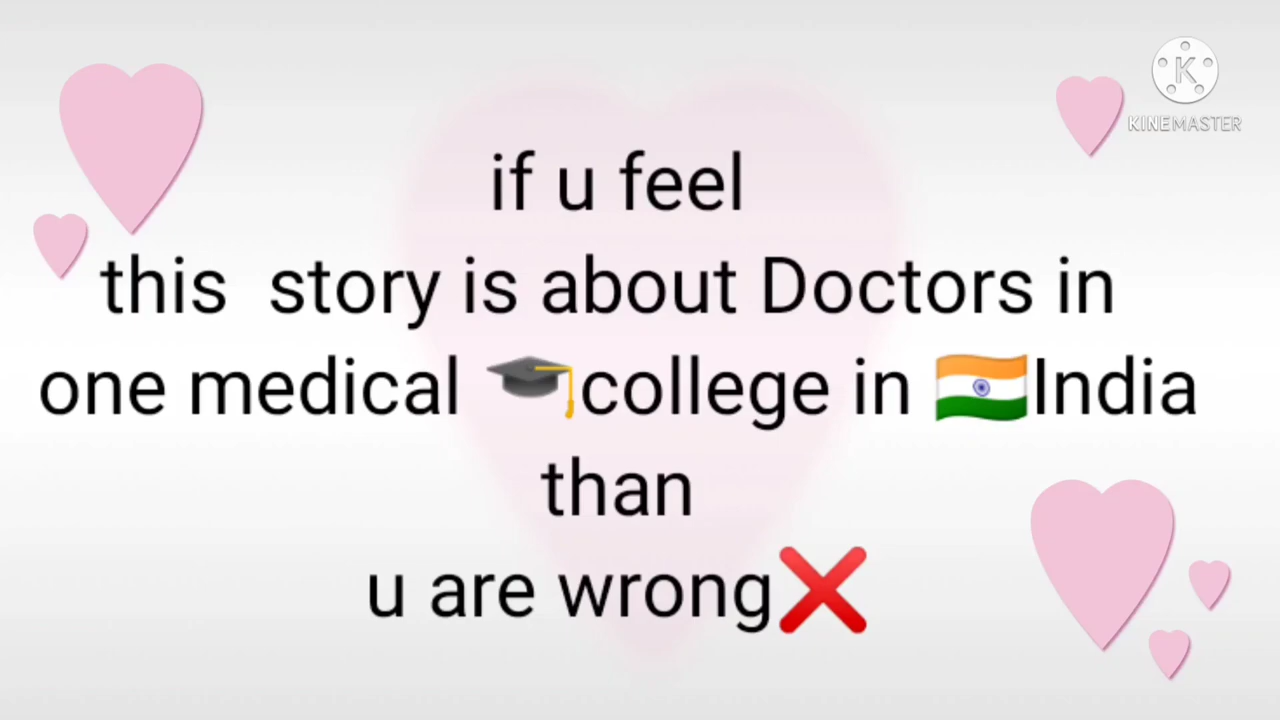 KINEMASTER
if u feel
this story is about Doctors in
one medical 🎓college in 🇮🇳India
than
u are wrong❌